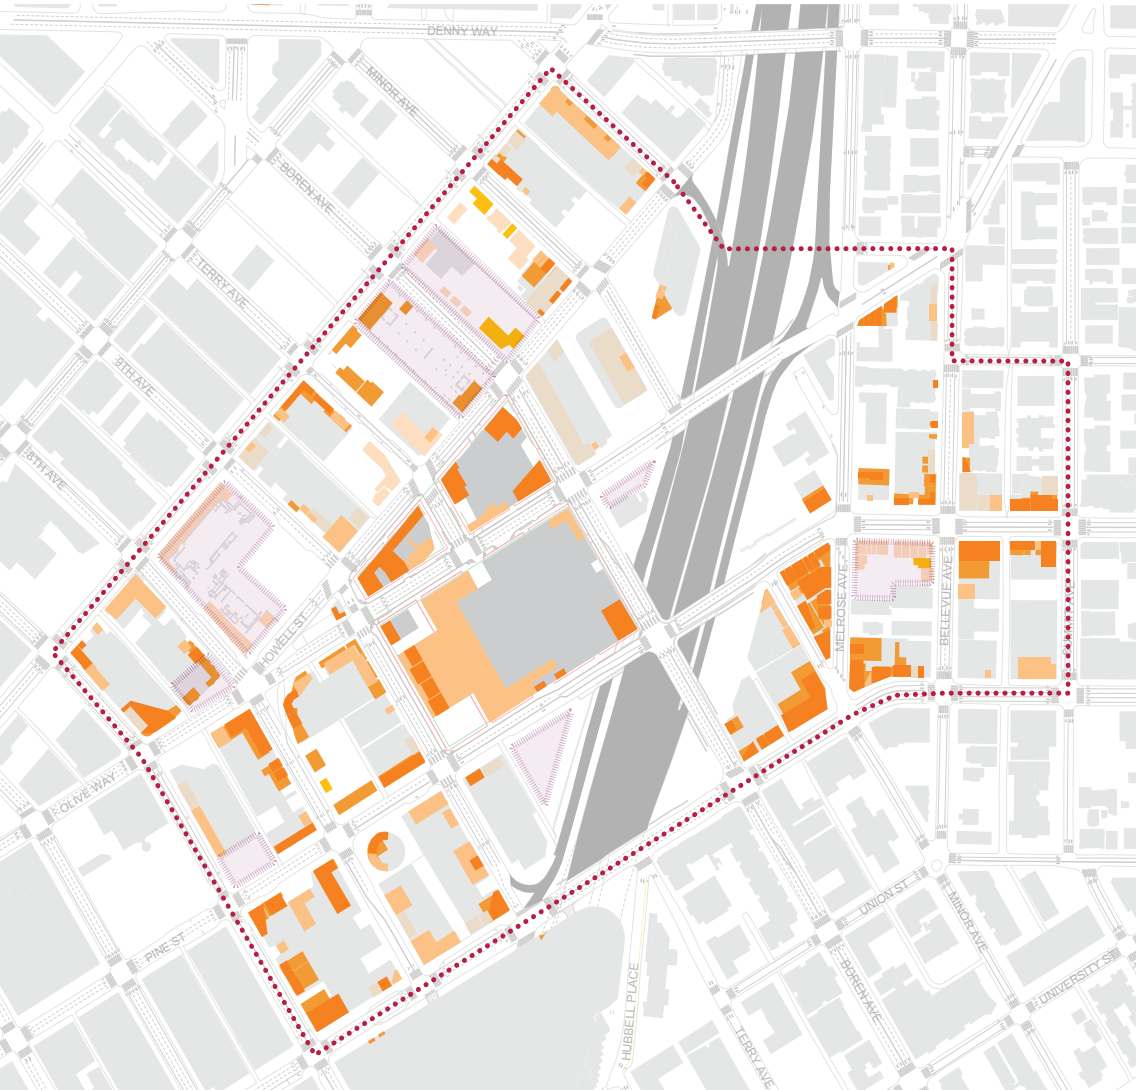 DENNY WAY
MINOR AVE
BOREN AVE
TERRY AVE
9TH AVE
8TH AVE
HOWELL ST
MELROSE AVE
BELLEVUE AVE
OLIVE WAY
PINE ST
UNION ST
MINOR AVE
BOREN AVE
UNIVERSITY ST
HUBBELL PLACE
TERRY AVE